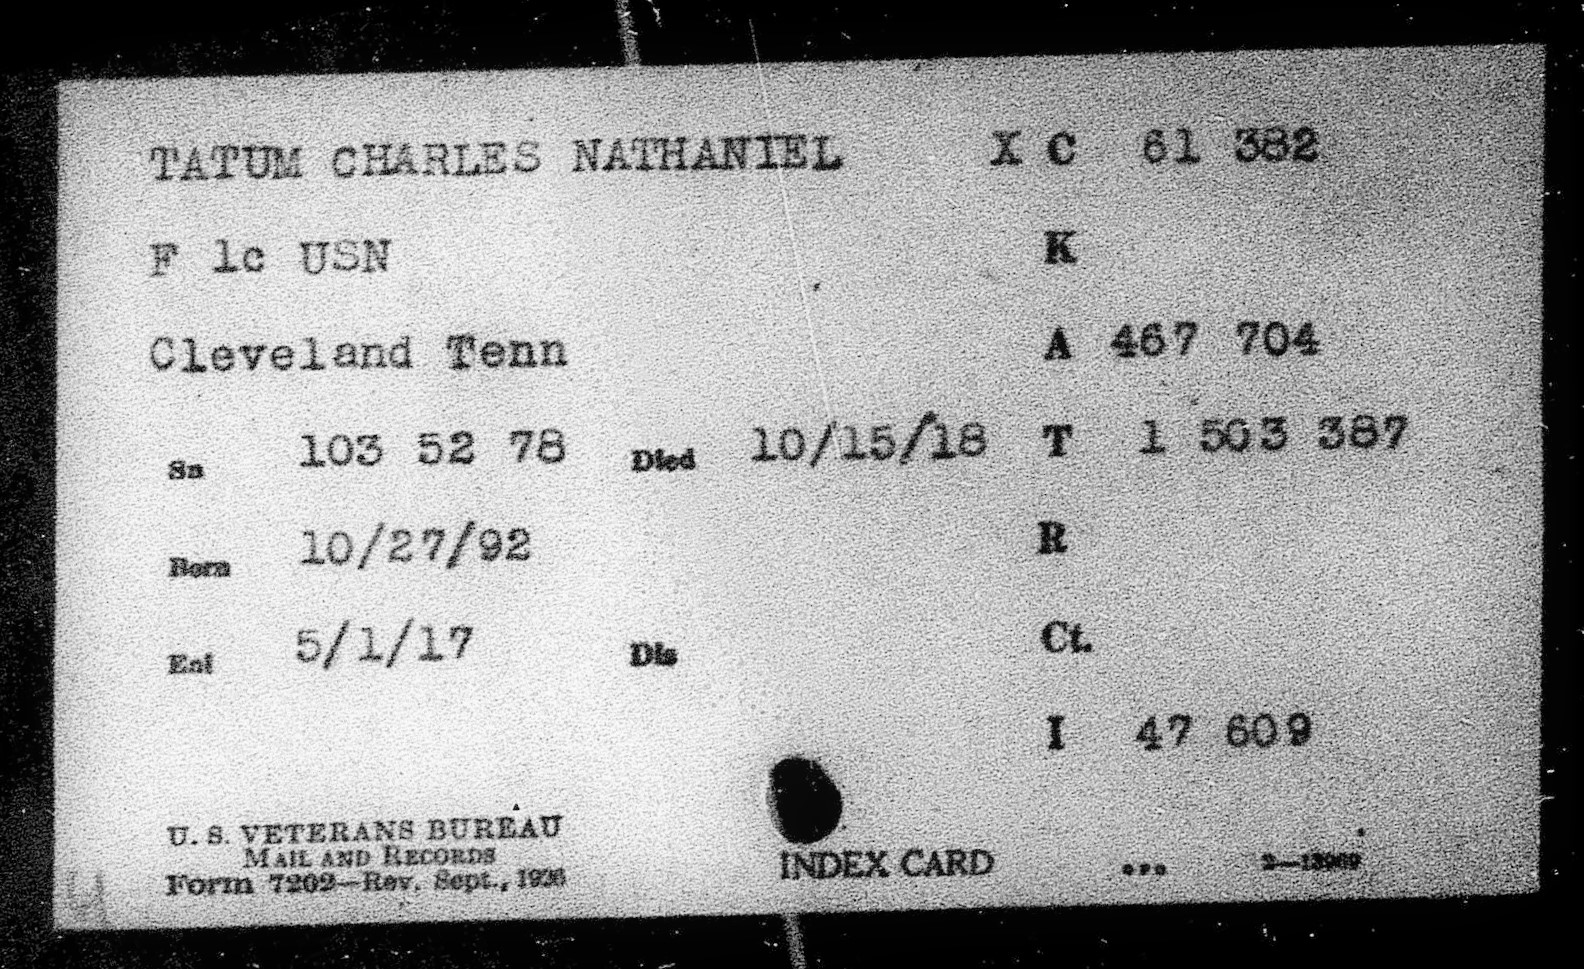 TATUM CHARLES NATHANIEL X C 61 382
F 1c USN K
Cleveland Tenn A 467 704
Sn 103 52 78 Died 10/15/18 T 1 503 387
Born 10/27/92 R
Enl 5/1/17 Dis Ct.
I 47 609
U. S. VETERANS BUREAU
MAIL AND RECORDS
Form 7202—Rev. Sept., 1926
INDEX CARD